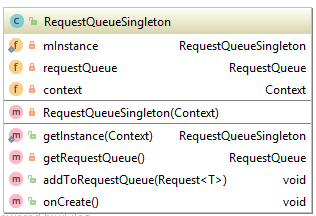 C RequestQueueSingleton
f mInstance RequestQueueSingleton
f requestQueue RequestQueue
f context Context
m RequestQueueSingleton(Context)
m getInstance(Context) RequestQueueSingleton
m getRequestQueue() RequestQueue
m addToRequestQueue(Request<T>) void
m onCreate() void